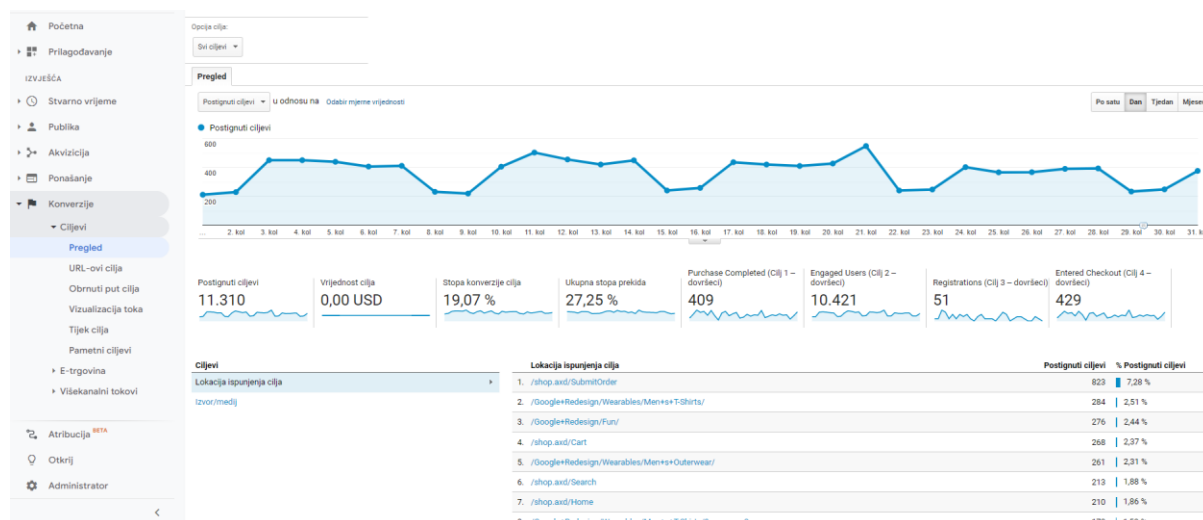 Početna
Prilagođavanje
IZVJEŠĆA
Stvarno vrijeme
Publika
Akvizicija
Ponašanje
Konverzije
Ciljevi
Pregled
URL-ovi cilja
Obrnuti put cilja
Vizualizacija toka
Tijek cilja
Pametni ciljevi
E-trgovina
Višekanalni tokovi
Atribucija BETA
Otkrij
Administrator
Opcija cilja:
Svi ciljevi
Pregled
Postignuti ciljevi u odnosu na Odabir mjerne vrijednosti
Po satu Dan Tjedan Mjesec
Postignuti ciljevi
600
400
200
... 2. kol 3. kol 4. kol 5. kol 6. kol 7. kol 8. kol 9. kol 10. kol 11. kol 12. kol 13. kol 14. kol 15. kol 16. kol 17. kol 18. kol 19. kol 20. kol 21. kol 22. kol 23. kol 24. kol 25. kol 26. kol 27. kol 28. kol 29. kol 30. kol 31. k
Postignuti ciljevi
11.310
Vrijednost cilja
0,00 USD
Stopa konverzije cilja
19,07 %
Ukupna stopa prekida
27,25 %
Purchase Completed (Cilj 1 –
dovršeci)
409
Engaged Users (Cilj 2 –
dovršeci)
10.421
Registrations (Cilj 3 – dovršeci)
51
Entered Checkout (Cilj 4 –
dovršeci)
429
Ciljevi
Lokacija ispunjenja cilja
Izvor/medij
Lokacija ispunjenja cilja Postignuti ciljevi % Postignuti ciljevi
1. /shop.axd/SubmitOrder 823 7,28 %
2. /Google+Redesign/Wearables/Men+s+T-Shirts/ 284 2,51 %
3. /Google+Redesign/Fun/ 276 2,44 %
4. /shop.axd/Cart 268 2,37 %
5. /Google+Redesign/Wearables/Men+s+Outerwear/ 261 2,31 %
6. /shop.axd/Search 213 1,88 %
7. /shop.axd/Home 210 1,86 %